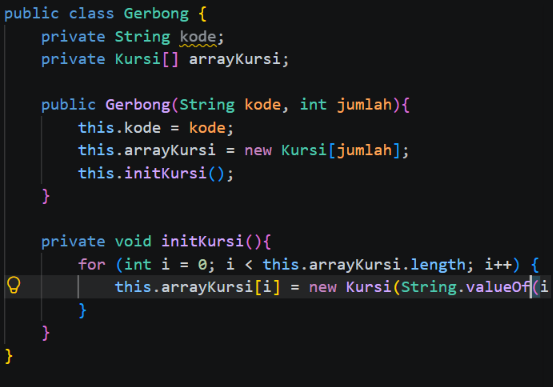 public class Gerbong {
    private String kode;
    private Kursi[] arrayKursi;

    public Gerbong(String kode, int jumlah){
        this.kode = kode;
        this.arrayKursi = new Kursi[jumlah];
        this.initKursi();
    }

    private void initKursi(){
        for (int i = 0; i < this.arrayKursi.length; i++) {
            this.arrayKursi[i] = new Kursi(String.valueOf(i
        }
    }
}